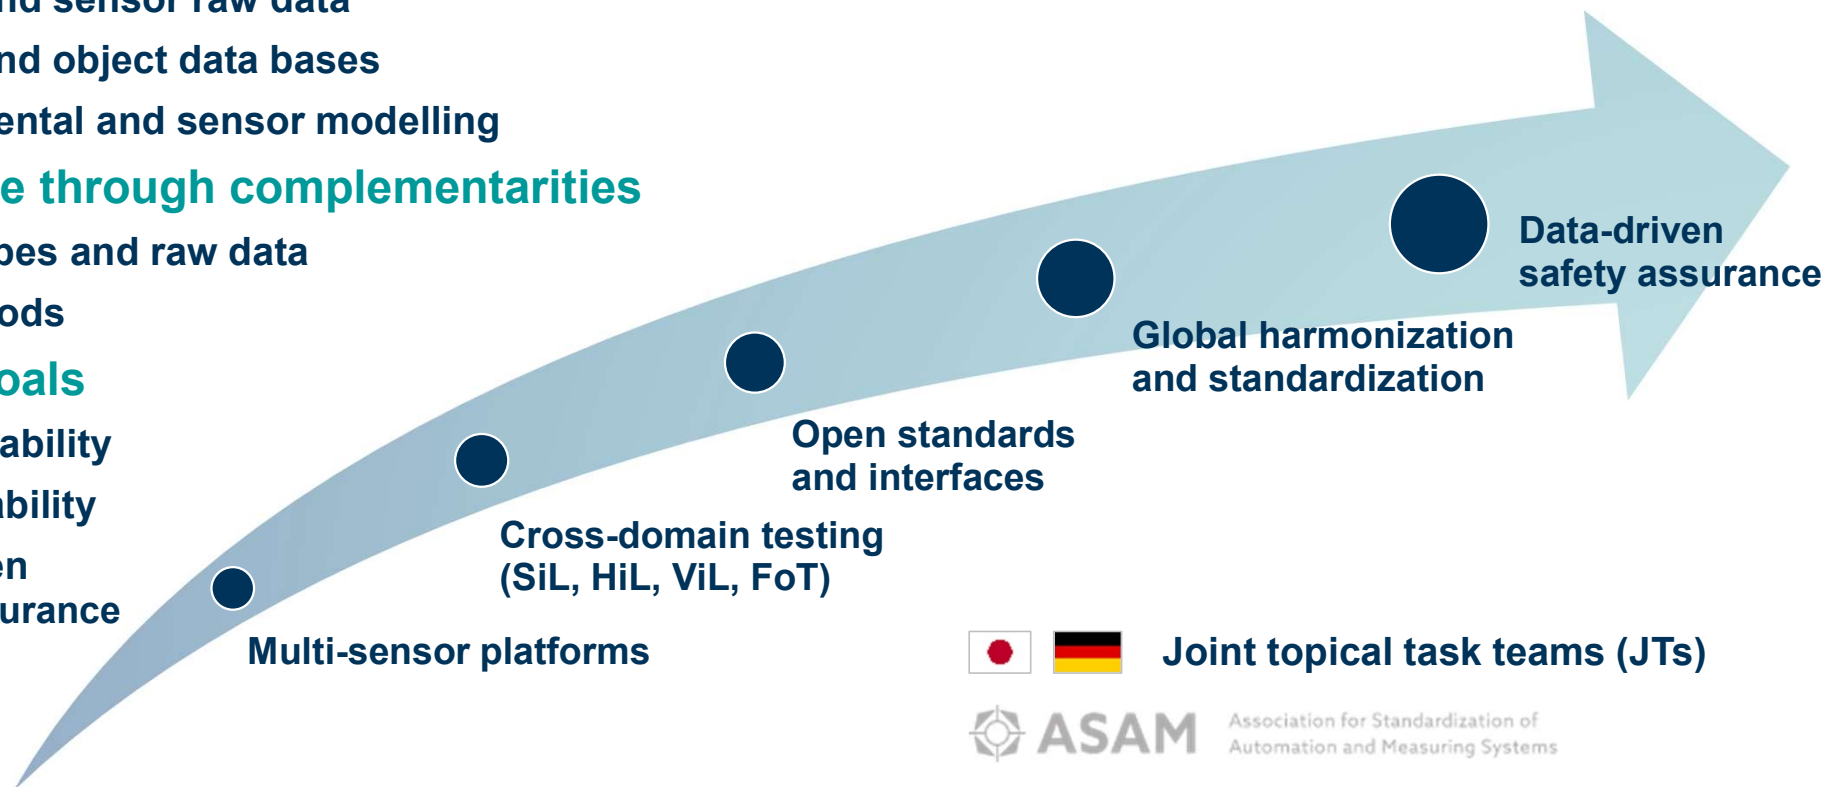 nd sensor raw data
nd object data bases
ental and sensor modelling
e through complementarities
pes and raw data
ods
oals
ability
ability
en
urance
Data-driven
safety assurance
Global harmonization
and standardization
Open standards
and interfaces
Cross-domain testing
(SiL, HiL, ViL, FoT)
Multi-sensor platforms
Joint topical task teams (JTs)
ASAM
Association for Standardization of
Automation and Measuring Systems